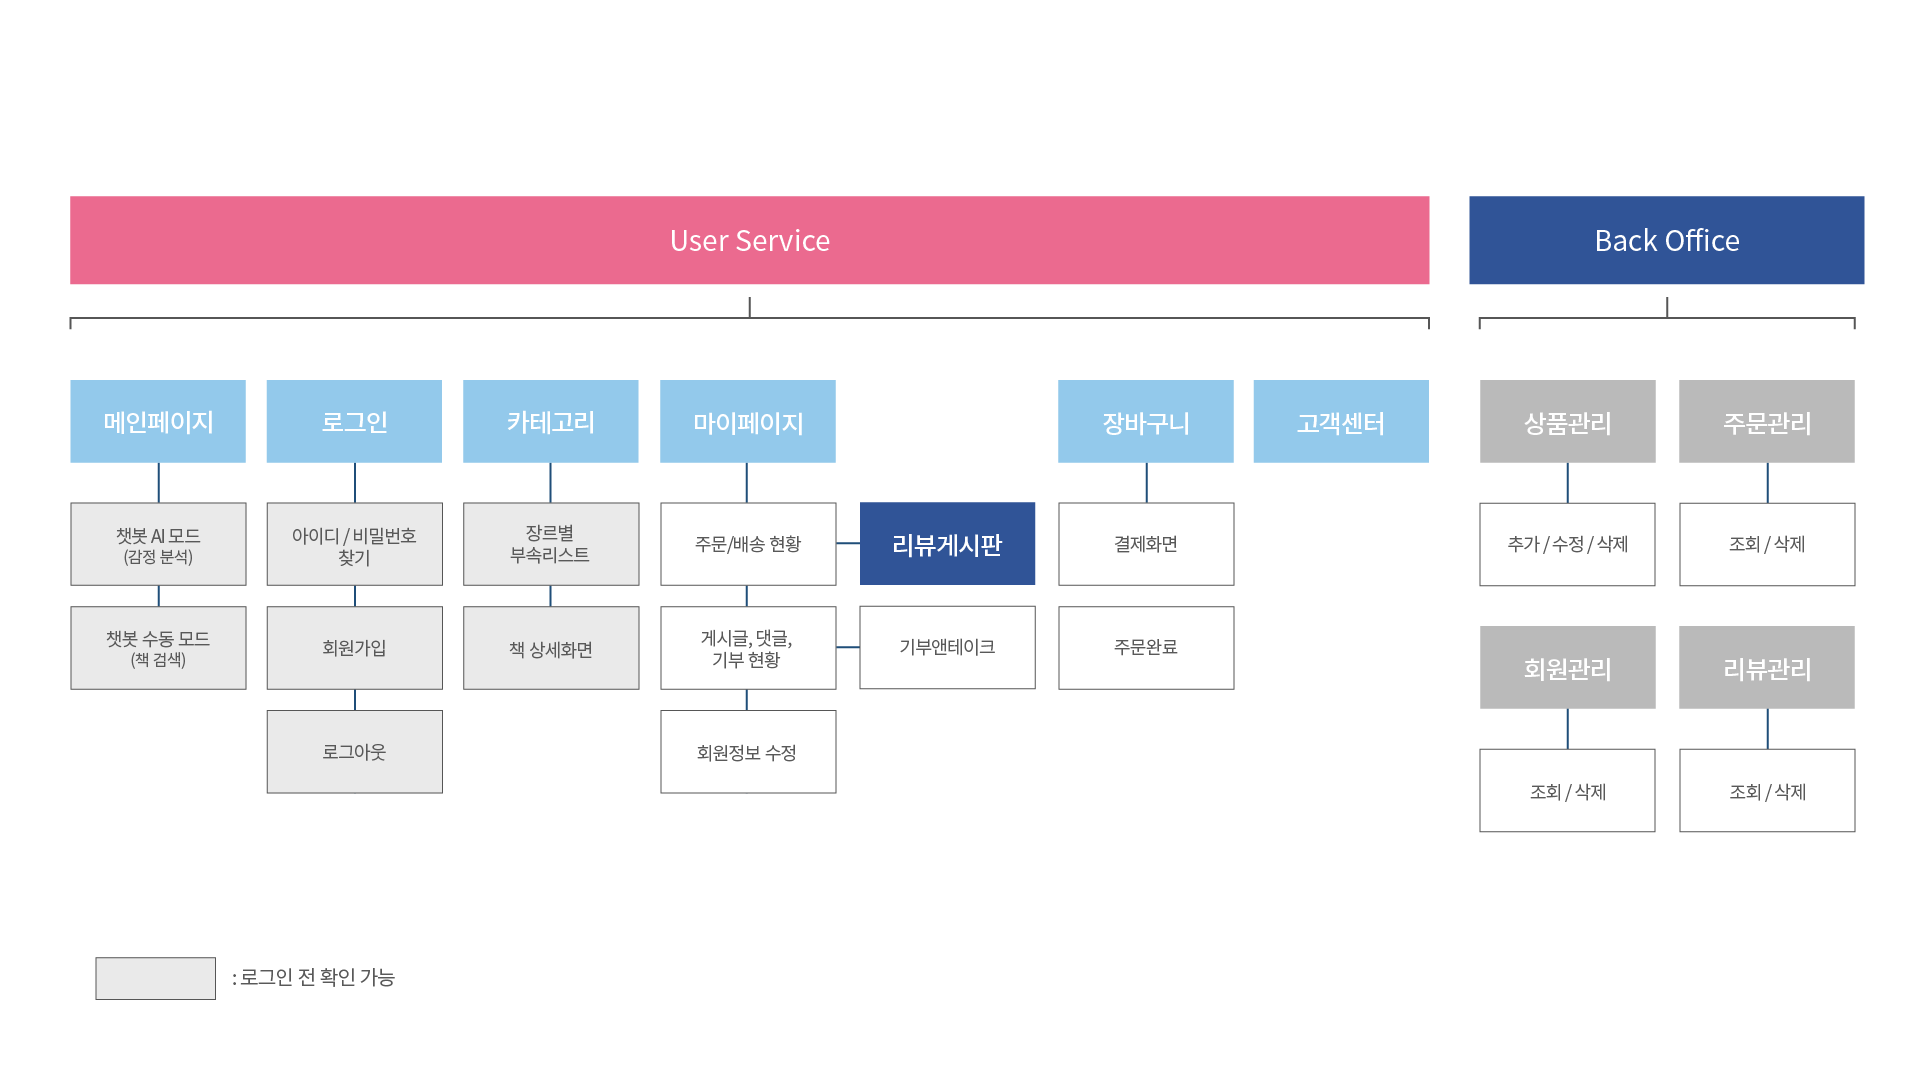 User Service
Back Office
메인페이지
로그인
카테고리
마이페이지
장바구니
고객센터
상품관리
주문관리
챗봇 AI 모드
(감정 분석)
아이디 / 비밀번호
찾기
장르별
부속리스트
주문/배송 현황
리뷰게시판
결제화면
추가 / 수정 / 삭제
조회 / 삭제
챗봇 수동 모드
(책 검색)
회원가입
책 상세화면
게시글, 댓글,
기부 현황
기부앤테이크
주문완료
회원관리
리뷰관리
로그아웃
회원정보 수정
조회 / 삭제
조회 / 삭제
: 로그인 전 확인 가능